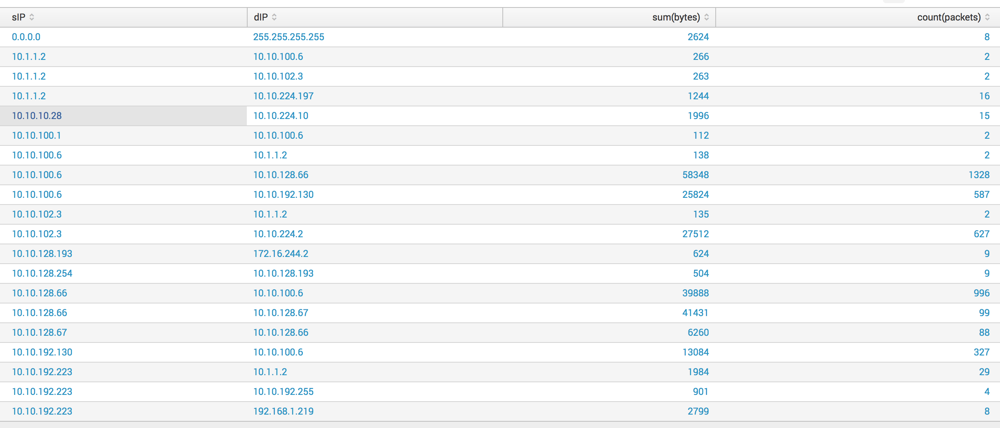 sIP dIP sum(bytes) count(packets)
0.0.0.0 255.255.255.255 2624 8
10.1.1.2 10.10.100.6 266 2
10.1.1.2 10.10.102.3 263 2
10.1.1.2 10.10.224.197 1244 16
10.10.10.28 10.10.224.10 1996 15
10.10.100.1 10.10.100.6 112 2
10.10.100.6 10.1.1.2 138 2
10.10.100.6 10.10.128.66 58348 1328
10.10.100.6 10.10.192.130 25824 587
10.10.102.3 10.1.1.2 135 2
10.10.102.3 10.10.224.2 27512 627
10.10.128.193 172.16.244.2 624 9
10.10.128.254 10.10.128.193 504 9
10.10.128.66 10.10.100.6 39888 996
10.10.128.66 10.10.128.67 41431 99
10.10.128.67 10.10.128.66 6260 88
10.10.192.130 10.10.100.6 13084 327
10.10.192.223 10.1.1.2 1984 29
10.10.192.223 10.10.192.255 901 4
10.10.192.223 192.168.1.219 2799 8